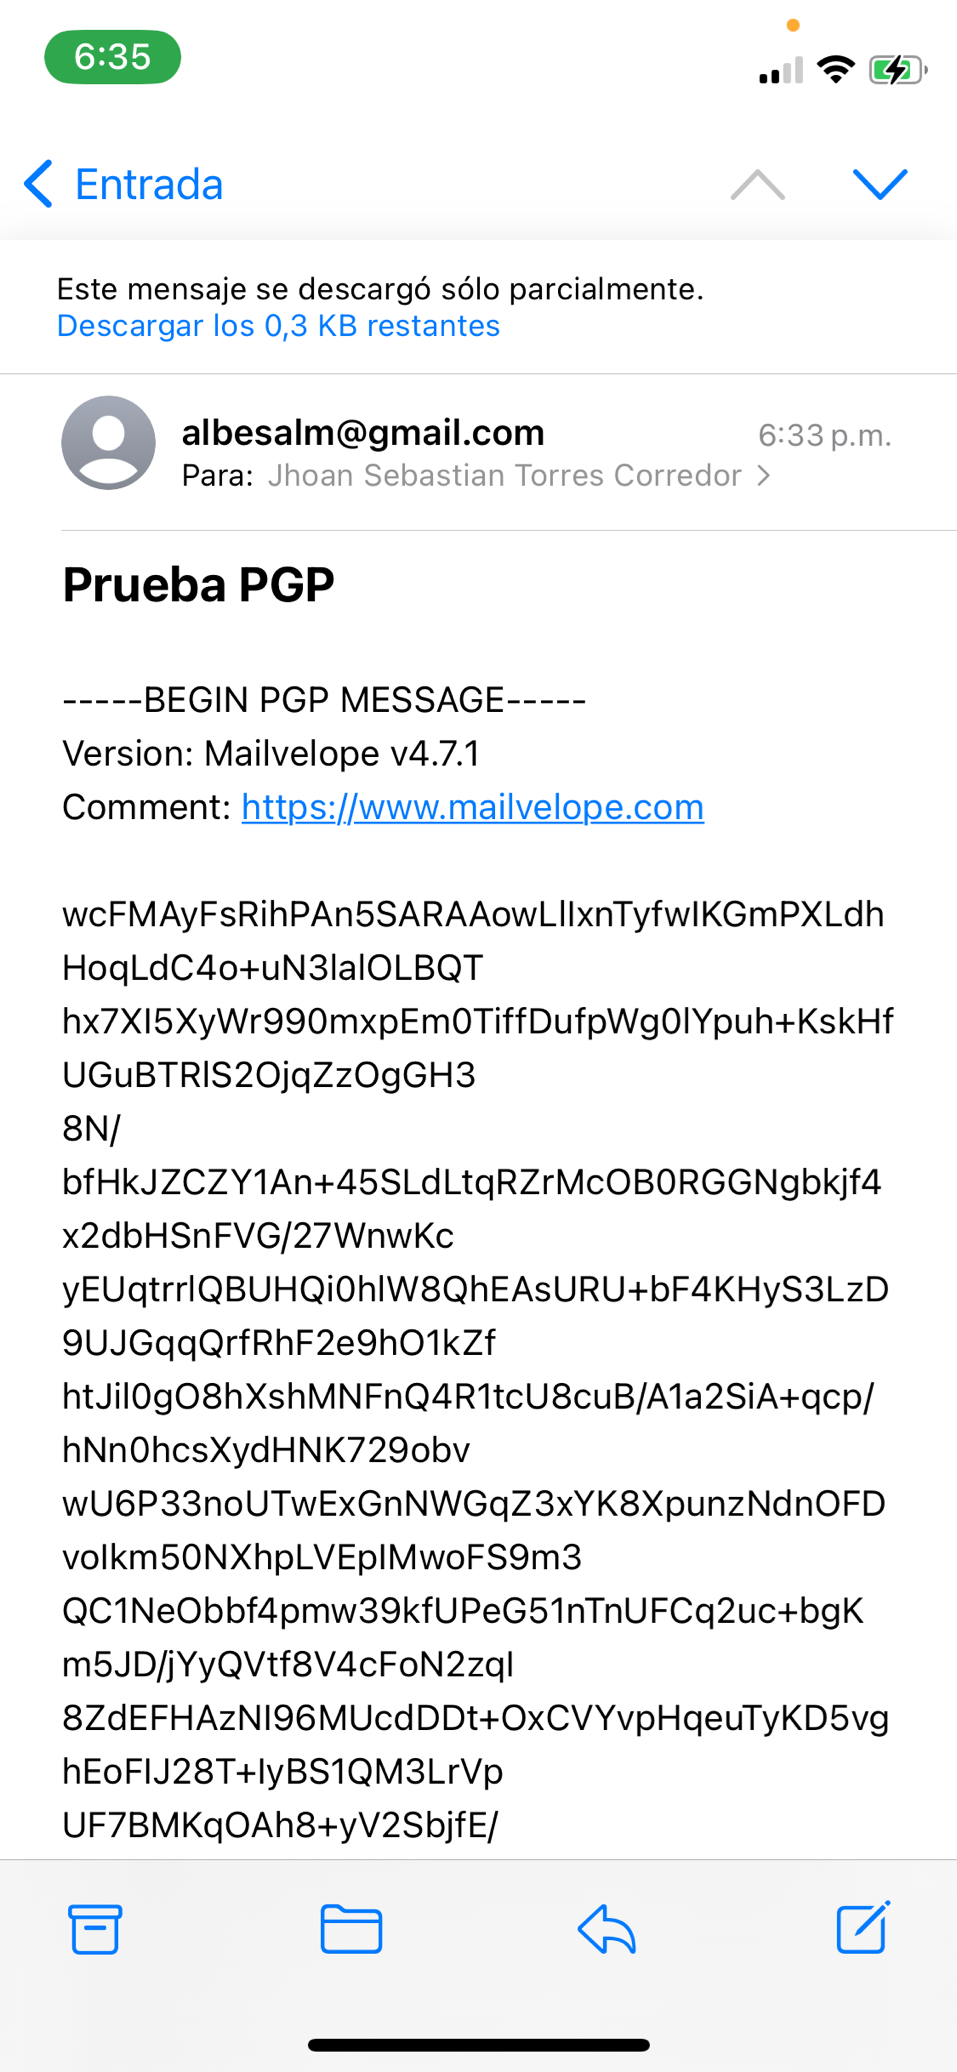 6:35
Entrada
Este mensaje se descargó sólo parcialmente.
Descargar los 0,3 KB restantes
albesalm@gmail.com
6:33 p.m.
Para: Jhoan Sebastian Torres Corredor
Prueba PGP
-----BEGIN PGP MESSAGE-----
Version: Mailvelope v4.7.1
Comment: https://www.mailvelope.com
wcFMAyFsRihPAn5SARAAowLlIxnTyfwIKGmPXLdh
HoqLdC4o+uN3lalOLBQT
hx7XI5XyWr990mxpEm0TiffDufpWg0lYpuh+KskHf
UGuBTRlS2OjqZzOgGH3
8N/
bfHkJZCZY1An+45SLdLtqRZrMcOB0RGGNgbkjf4
x2dbHSnFVG/27WnwKc
yEUqtrrlQBUHQi0hlW8QhEAsURU+bF4KHyS3LzD
9UJGqqQrfRhF2e9hO1kZf
htJil0gO8hXshMNFnQ4R1tcU8cuB/A1a2SiA+qcp/
hNn0hcsXydHNK729obv
wU6P33noUTwExGnNWGqZ3xYK8XpunzNdnOFD
voIkm50NXhpLVEpIMwoFS9m3
QC1NeObbf4pmw39kfUPeG51nTnUFCq2uc+bgK
m5JD/jYyQVtf8V4cFoN2zqI
8ZdEFHAzNI96MUcdDDt+OxCVYvpHqeuTyKD5vg
hEoFIJ28T+IyBS1QM3LrVp
UF7BMKqOAh8+yV2SbjfE/